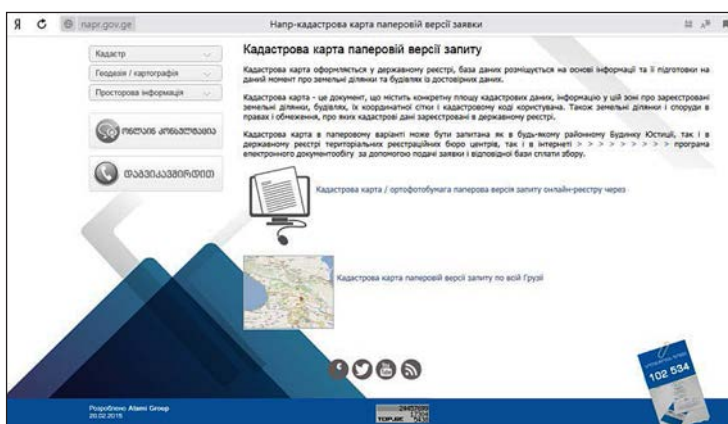 Я
napr.gov.ge
Напр-кадастрова карта паперовій версії заявки
Кадастр
Геодезія / картографія
Просторова інформація
ონლაინ კონსულტაცია
დაგვიკავშირდით
Кадастрова карта паперовій версії запиту
Кадастрова карта оформляється у державному реєстрі, база даних розміщується на основі інформації та її підготовки на
даний момент про земельні ділянки та будівлях із достовірних даних.
Кадастрова карта - це документ, що містить конкретну площу кадастрових даних, інформацію у цій зоні про зареєстровані
земельні ділянки, будівлях, їх координатної сітки і кадастровому коді користувача. Також земельні ділянки і споруди в
правах і обмеження, про яких кадастрові дані зареєстровані в державному реєстрі.
Кадастрова карта в паперовому варіанті може бути запитана як в будь-якому районному Будинку Юстиції, так і в
державному реєстрі територіальних реєстраційних бюро центрів, так і в інтернеті > > > > > > > > > програма
електронного документообігу за допомогою подачі заявки і відповідної бази сплати збору.
Кадастрова карта / ортофотобумага паперова версія запиту онлайн-реєстру через
Кадастрова карта паперовій версії запиту по всій Грузії
102 534
Розроблено Atami Group
20.02.2015
TOP.GE